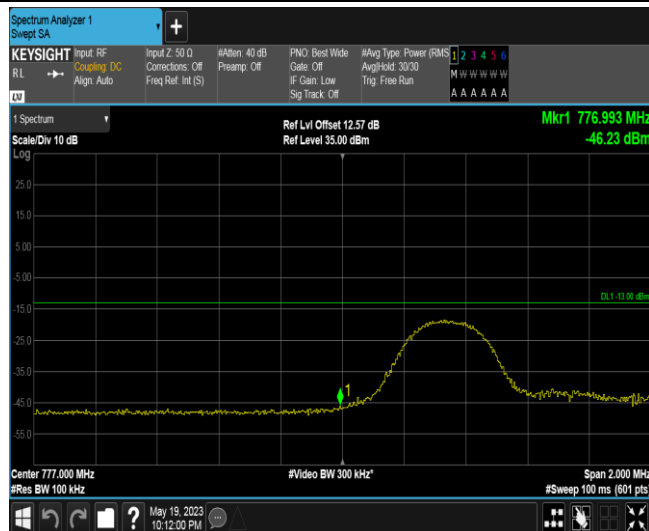 Spectrum Analyzer 1
Swept SA
KEYSIGHT
RL
LXI
Input: RF
Coupling: DC
Align: Auto
Input Z: 50 Ω
Corrections: Off
Freq Ref: Int (S)
#Atten: 40 dB
Preamp: Off
PNO: Best Wide
Gate: Off
IF Gain: Low
Sig Track: Off
#Avg Type: Power (RMS
Avg|Hold: 30/30
Trig: Free Run
1 2 3 4 5 6
M W W W W W
A A A A A A
1 Spectrum
Scale/Div 10 dB
Log
Ref Lvl Offset 12.57 dB
Ref Level 35.00 dBm
Mkr1 776.993 MHz
-46.23 dBm
25.0
15.0
5.00
-5.00
DL1 -13.00 dBm
-15.0
-25.0
-35.0
1
-45.0
-55.0
Center 777.000 MHz
#Res BW 100 kHz
#Video BW 300 kHz*
Span 2.000 MHz
#Sweep 100 ms (601 pts)
?
May 19, 2023
10:12:00 PM